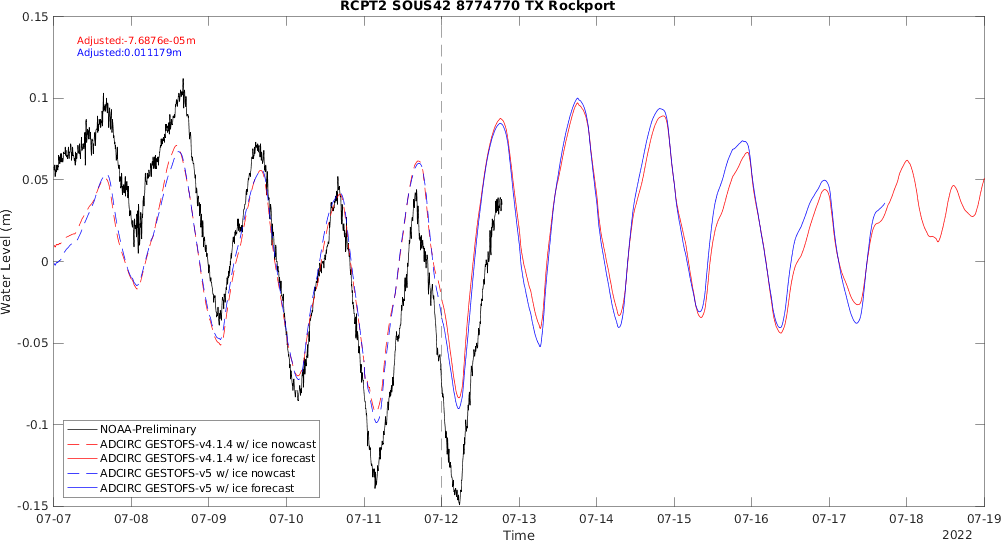 RCPT2 SOUS42 8774770 TX Rockport
Adjusted:-7.6876e-05m
Adjusted:0.011179m
0.15
0.1
0.05
0
-0.05
-0.1
-0.15
Water Level (m)
NOAA-Preliminary
ADCIRC GESTOFS-v4.1.4 w/ ice nowcast
ADCIRC GESTOFS-v4.1.4 w/ ice forecast
ADCIRC GESTOFS-v5 w/ ice nowcast
ADCIRC GESTOFS-v5 w/ ice forecast
07-07 07-08 07-09 07-10 07-11 07-12 07-13 07-14 07-15 07-16 07-17 07-18 07-19
Time
2022